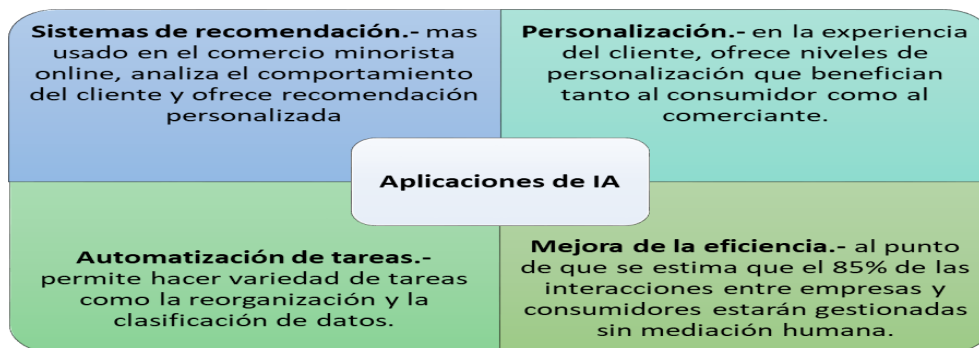 Sistemas de recomendación.- mas
usado en el comercio minorista
online, analiza el comportamiento
del cliente y ofrece recomendación
personalizada
Personalización.- en la experiencia
del cliente, ofrece niveles de
personalización que benefician
tanto al consumidor como al
comerciante.
Aplicaciones de IA
Automatización de tareas.-
permite hacer variedad de tareas
como la reorganización y la
clasificación de datos.
Mejora de la eficiencia.- al punto
de que se estima que el 85% de las
interacciones entre empresas y
consumidores estarán gestionadas
sin mediación humana.